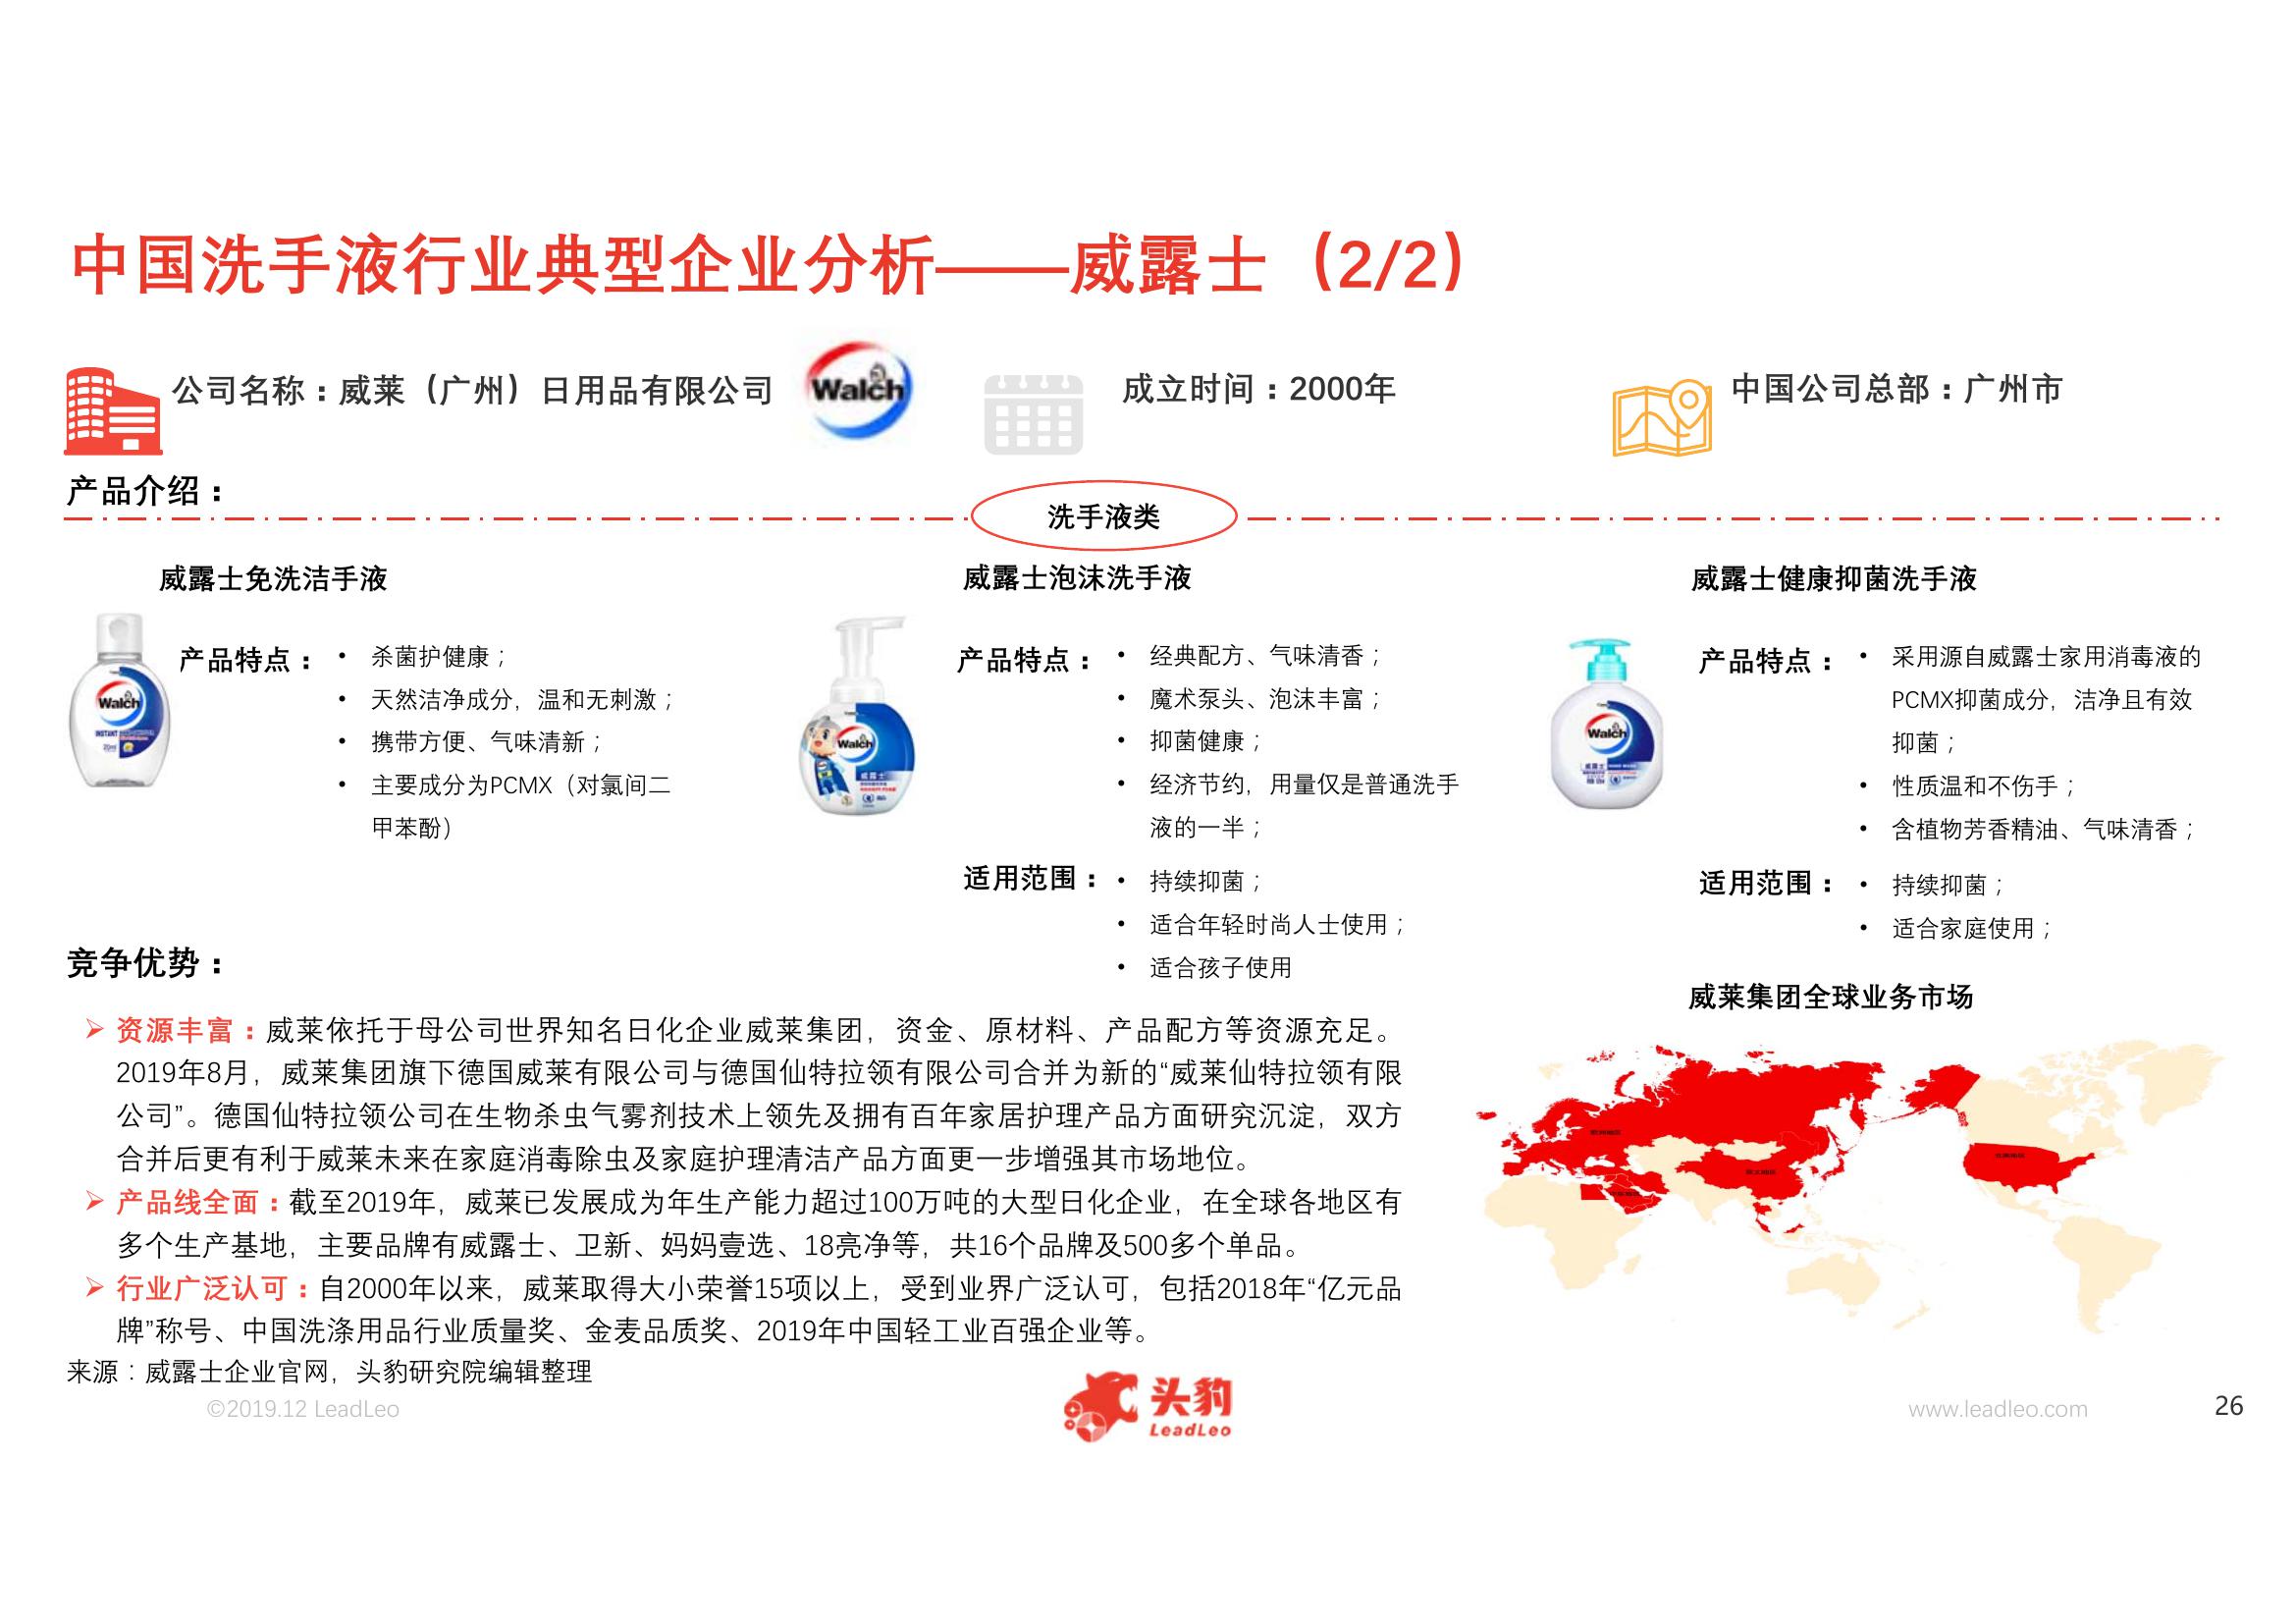 中国洗手液行业典型企业分析——威露士（2/2）
公司名称：威莱（广州）日用品有限公司
Walch
成立时间：2000年
中国公司总部：广州市
产品介绍：
洗手液类
威露士免洗洁手液
Walch
INSTANT
产品特点：
• 杀菌护健康；
• 天然洁净成分，温和无刺激；
• 携带方便、气味清新；
• 主要成分为PCMX（对氯间二
甲苯酚）
威露士泡沫洗手液
Walch
威露士
产品特点：
• 经典配方、气味清香；
• 魔术泵头、泡沫丰富；
• 抑菌健康；
• 经济节约，用量仅是普通洗手
液的一半；
适用范围：
• 持续抑菌；
• 适合年轻时尚人士使用；
• 适合孩子使用
威露士健康抑菌洗手液
Walch
威露士
产品特点：
• 采用源自威露士家用消毒液的
PCMX抑菌成分，洁净且有效
抑菌；
• 性质温和不伤手；
• 含植物芳香精油、气味清香；
适用范围：
• 持续抑菌；
• 适合家庭使用；
竞争优势：
➢ 资源丰富：威莱依托于母公司世界知名日化企业威莱集团，资金、原材料、产品配方等资源充足。
2019年8月，威莱集团旗下德国威莱有限公司与德国仙特拉领有限公司合并为新的“威莱仙特拉领有限
公司”。德国仙特拉领公司在生物杀虫气雾剂技术上领先及拥有百年家居护理产品方面研究沉淀，双方
合并后更有利于威莱未来在家庭消毒除虫及家庭护理清洁产品方面更一步增强其市场地位。
➢ 产品线全面：截至2019年，威莱已发展成为年生产能力超过100万吨的大型日化企业，在全球各地区有
多个生产基地，主要品牌有威露士、卫新、妈妈壹选、18亮净等，共16个品牌及500多个单品。
➢ 行业广泛认可：自2000年以来，威莱取得大小荣誉15项以上，受到业界广泛认可，包括2018年“亿元品
牌”称号、中国洗涤用品行业质量奖、金麦品质奖、2019年中国轻工业百强企业等。
威莱集团全球业务市场
来源：威露士企业官网，头豹研究院编辑整理
©2019.12 LeadLeo
头豹
LeadLeo
www.leadleo.com
26